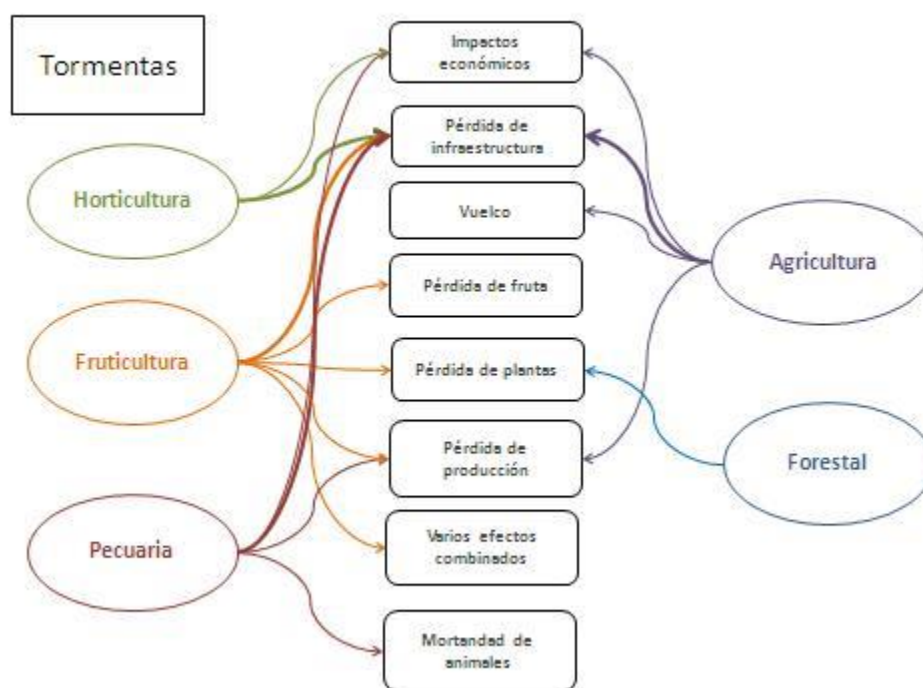 Tormentas
Impactos
económicos
Pérdida de
infraestructura
Horticultura
Vuelco
Agricultura
Pérdida de fruta
Fruticultura
Pérdida de plantas
Pérdida de
producción
Forestal
Pecuaria
Varios efectos
combinados
Mortandad de
animales